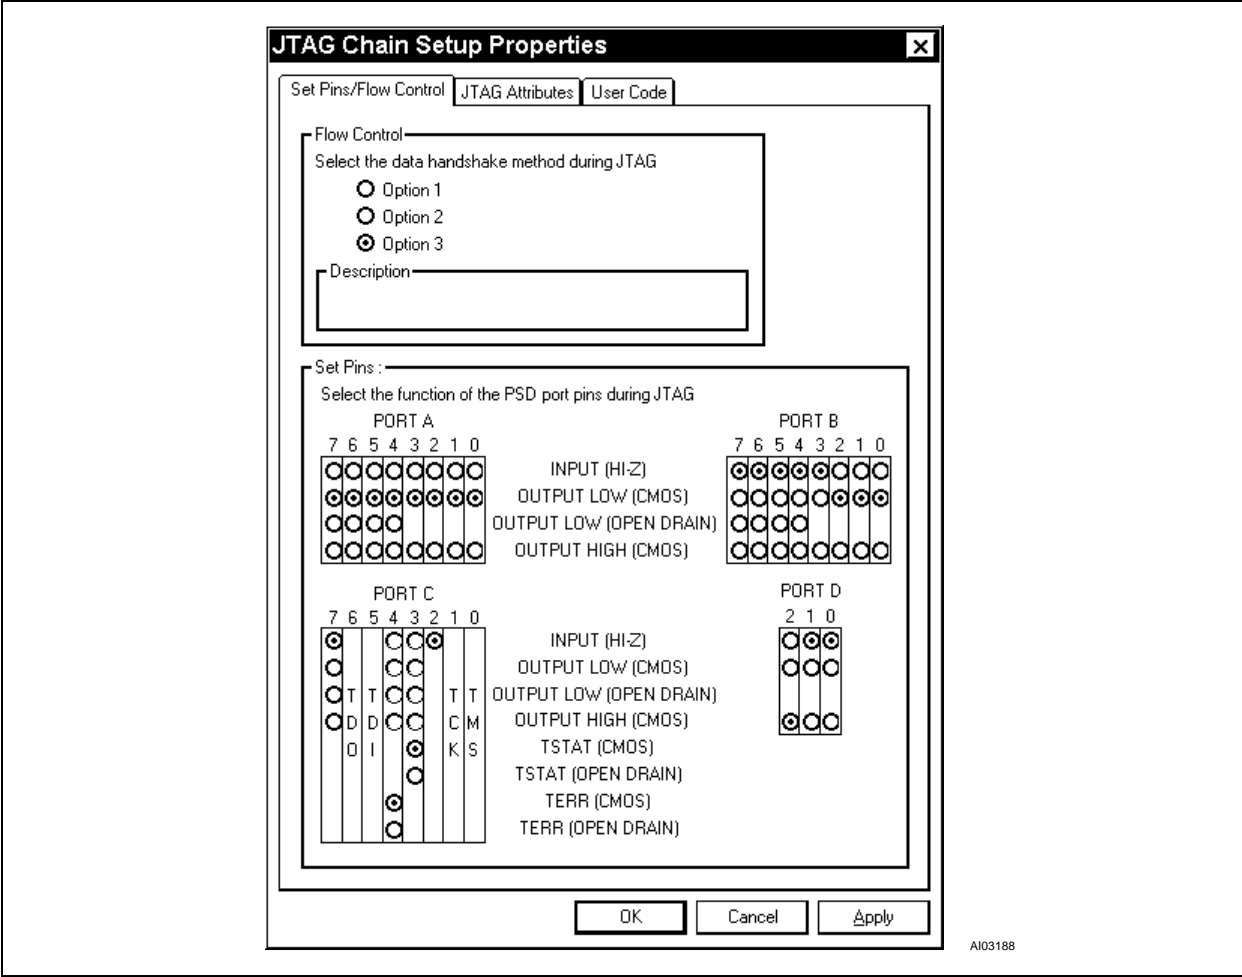 JTAG Chain Setup Properties
Set Pins/Flow Control JTAG Attributes User Code
Flow Control
Select the data handshake method during JTAG
Option 1
Option 2
Option 3
Description
Set Pins :
Select the function of the PSD port pins during JTAG
PORT A PORT B
7 6 5 4 3 2 1 0 7 6 5 4 3 2 1 0
INPUT (HI-Z)
OUTPUT LOW (CMOS)
OUTPUT LOW (OPEN DRAIN)
OUTPUT HIGH (CMOS)
PORT C PORT D
7 6 5 4 3 2 1 0 2 1 0
INPUT (HI-Z)
OUTPUT LOW (CMOS)
T T T T OUTPUT LOW (OPEN DRAIN)
D D C M OUTPUT HIGH (CMOS)
O I K S TSTAT (CMOS)
TSTAT (OPEN DRAIN)
TERR (CMOS)
TERR (OPEN DRAIN)
OK Cancel Apply
AI03188